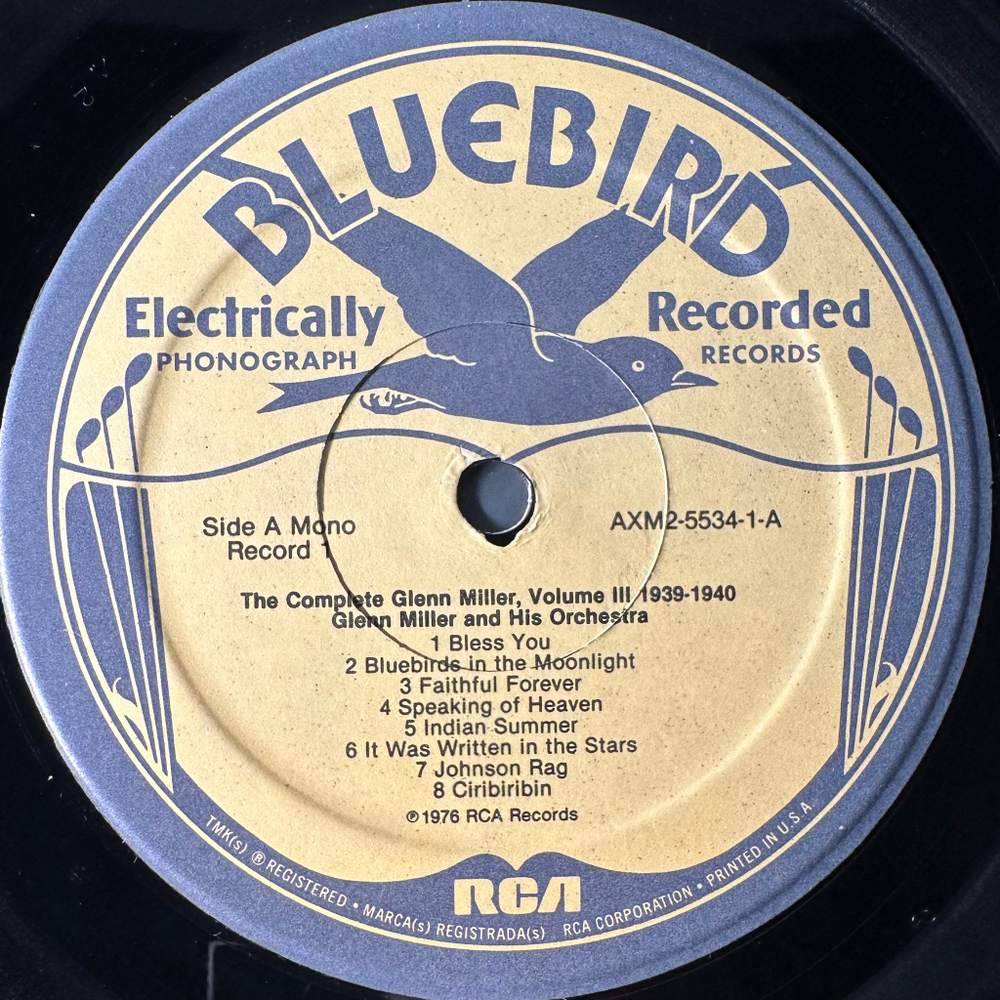 BLUEBIRD
Electrically Recorded
PHONOGRAPH RECORDS
Side A Mono
Record 1
AXM2-5534-1-A
The Complete Glenn Miller, Volume III 1939-1940
Glenn Miller and His Orchestra
1 Bless You
2 Bluebirds in the Moonlight
3 Faithful Forever
4 Speaking of Heaven
5 Indian Summer
6 It Was Written in the Stars
7 Johnson Rag
8 Ciribiribin
℗ 1976 RCA Records
RCA
TMK(s) ® REGISTERED • MARCA(s) REGISTRADA(s) RCA CORPORATION • PRINTED IN U.S.A